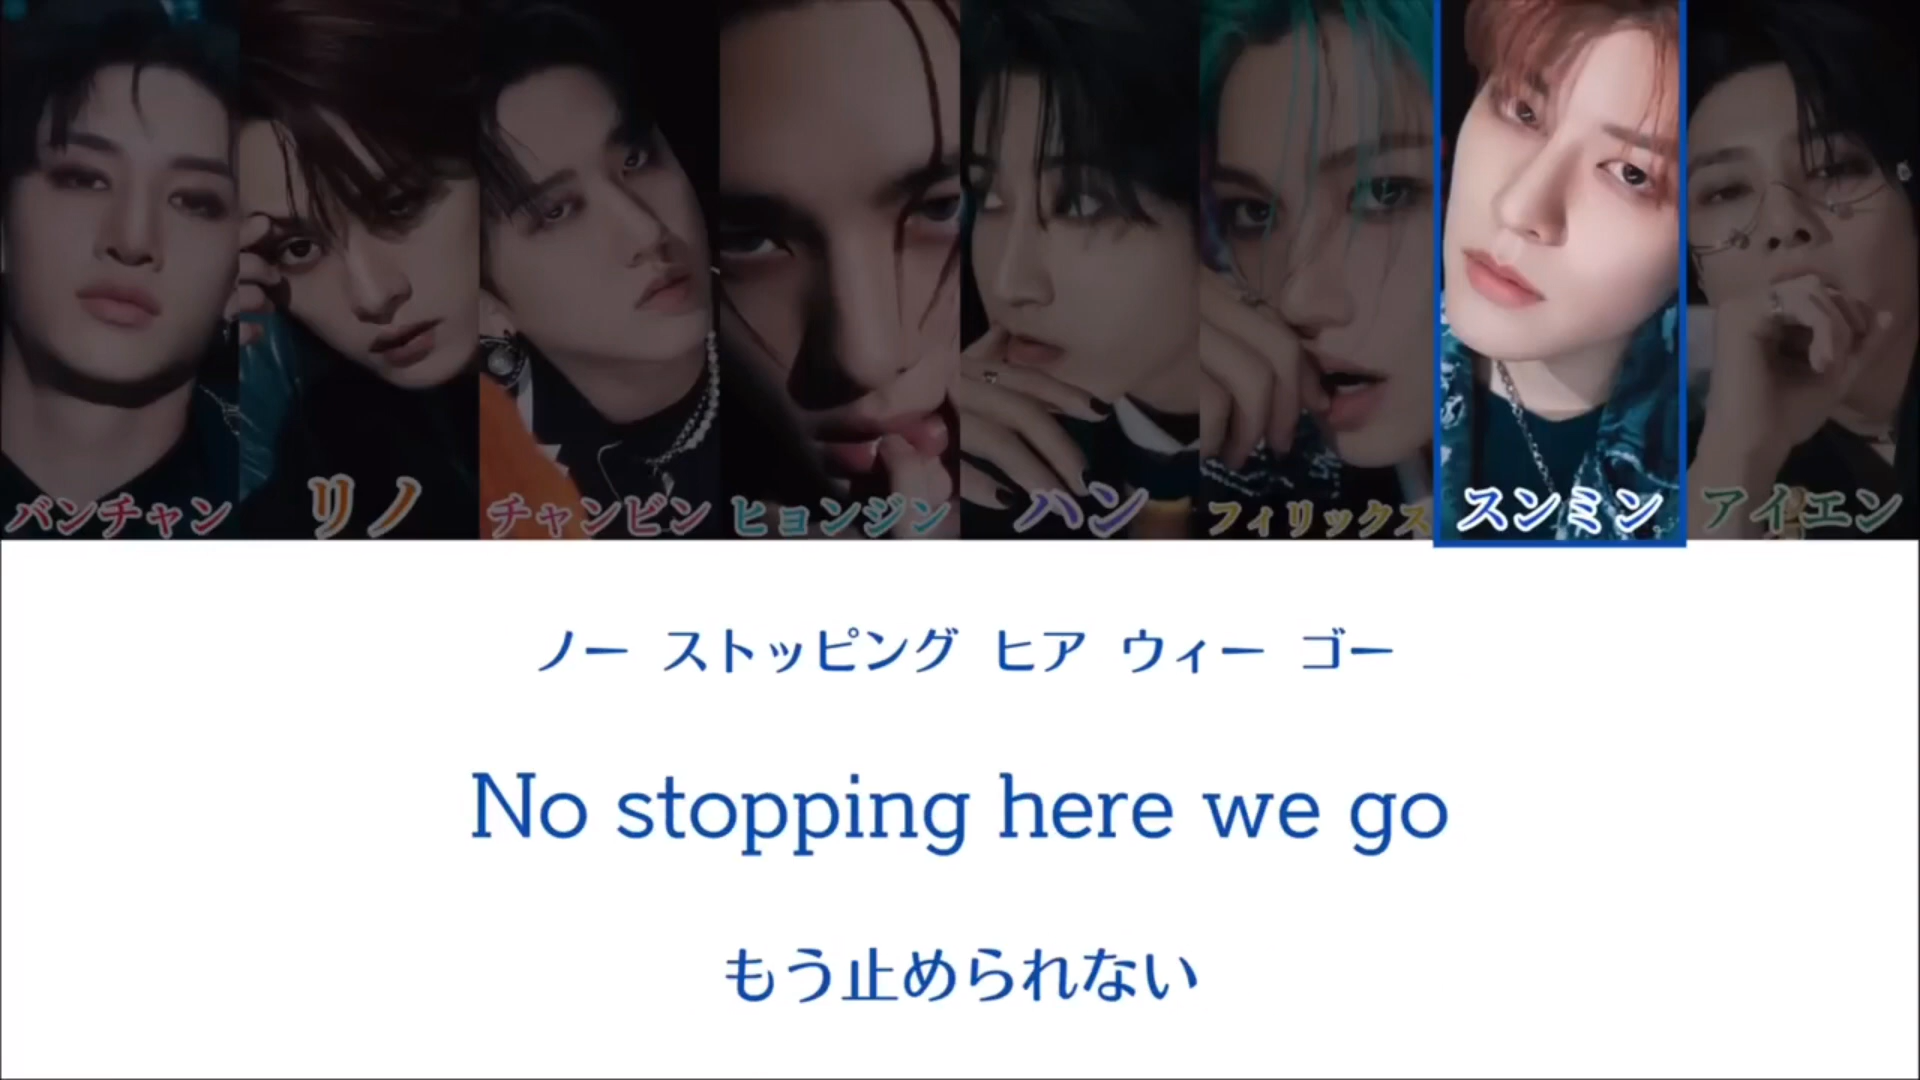 バンチャン リノ チャンビン ヒョンジン ハン フィリックス スンミン アイエン
ノー ストッピング ヒア ウィー ゴー
No stopping here we go
もう止められない